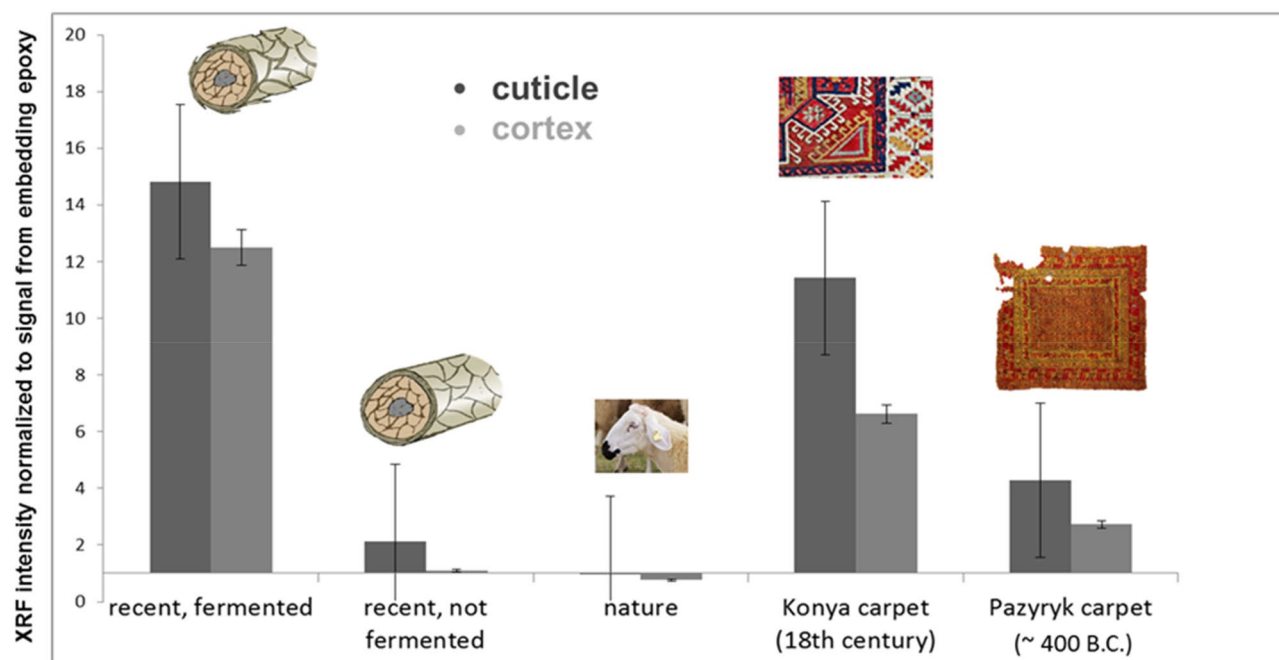 XRF intensity normalized to signal from embedding epoxy
20
18
16
14
12
10
8
6
4
2
0
• cuticle
• cortex
recent, fermented
recent, not
fermented
nature
Konya carpet
(18th century)
Pazyryk carpet
(~ 400 B.C.)